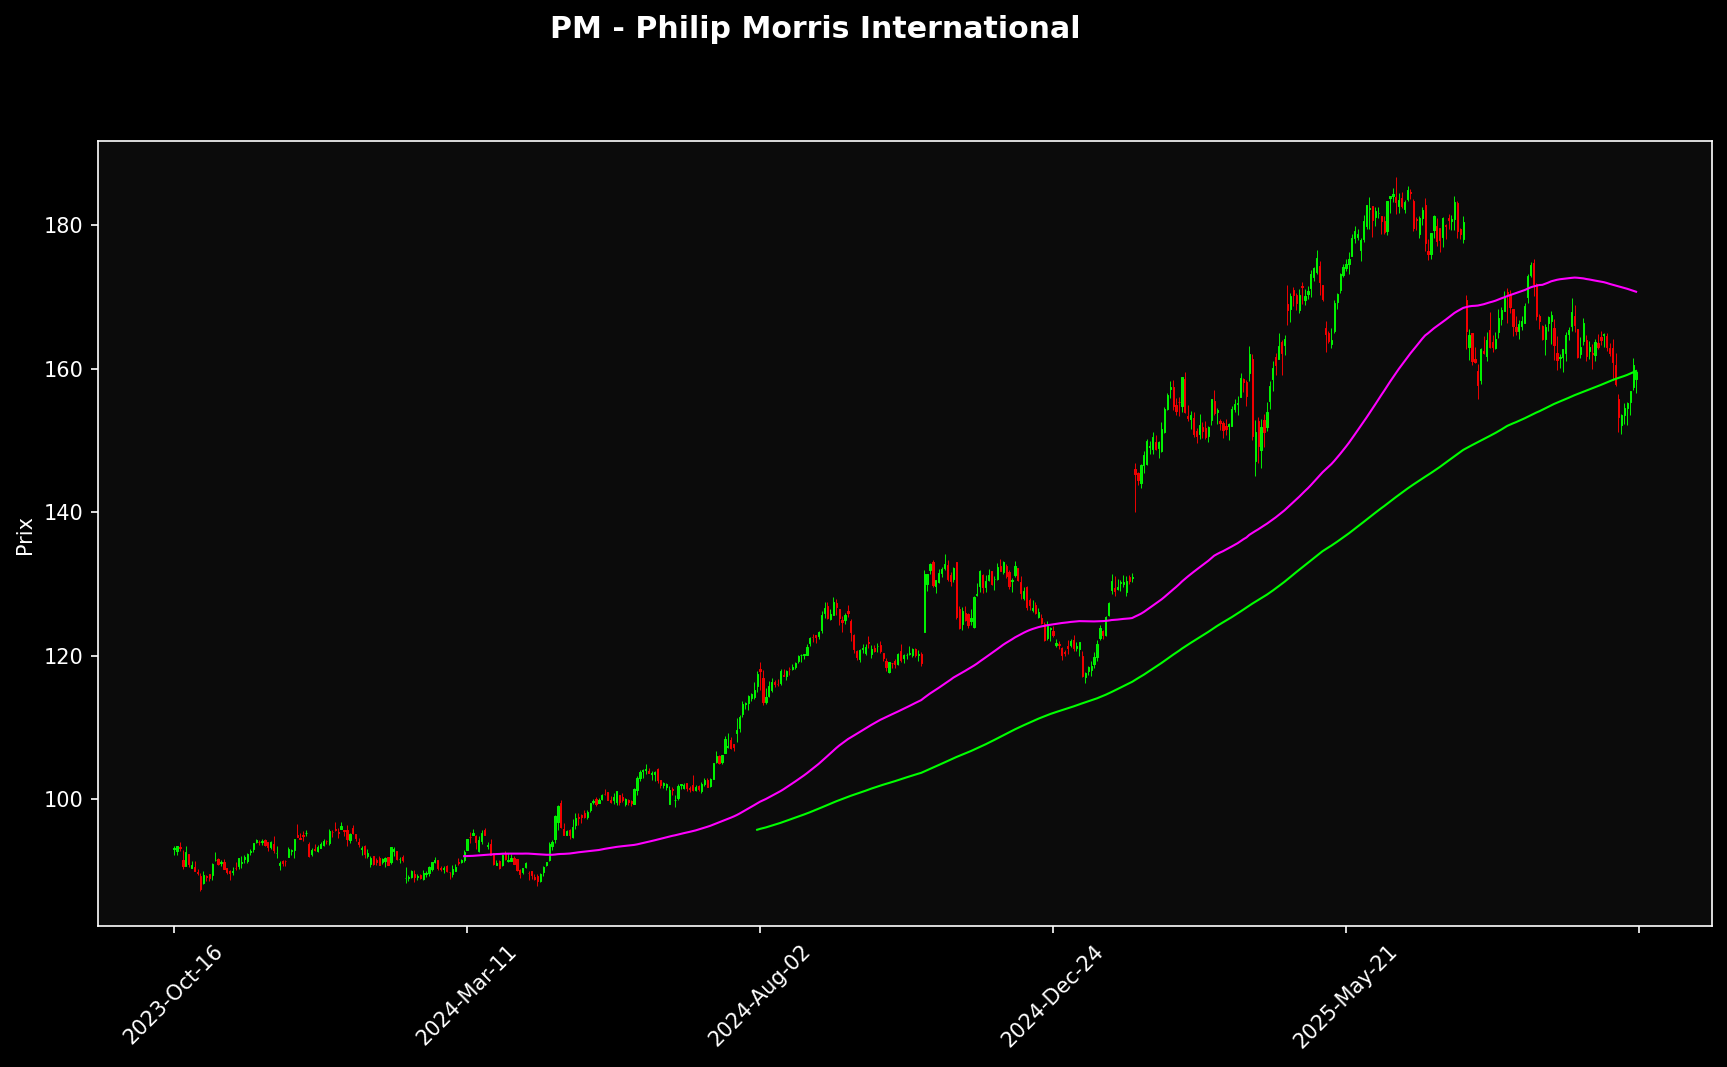 PM - Philip Morris International
Prix
180
160
140
120
100
2023-Oct-16
2024-Mar-11
2024-Aug-02
2024-Dec-24
2025-May-21